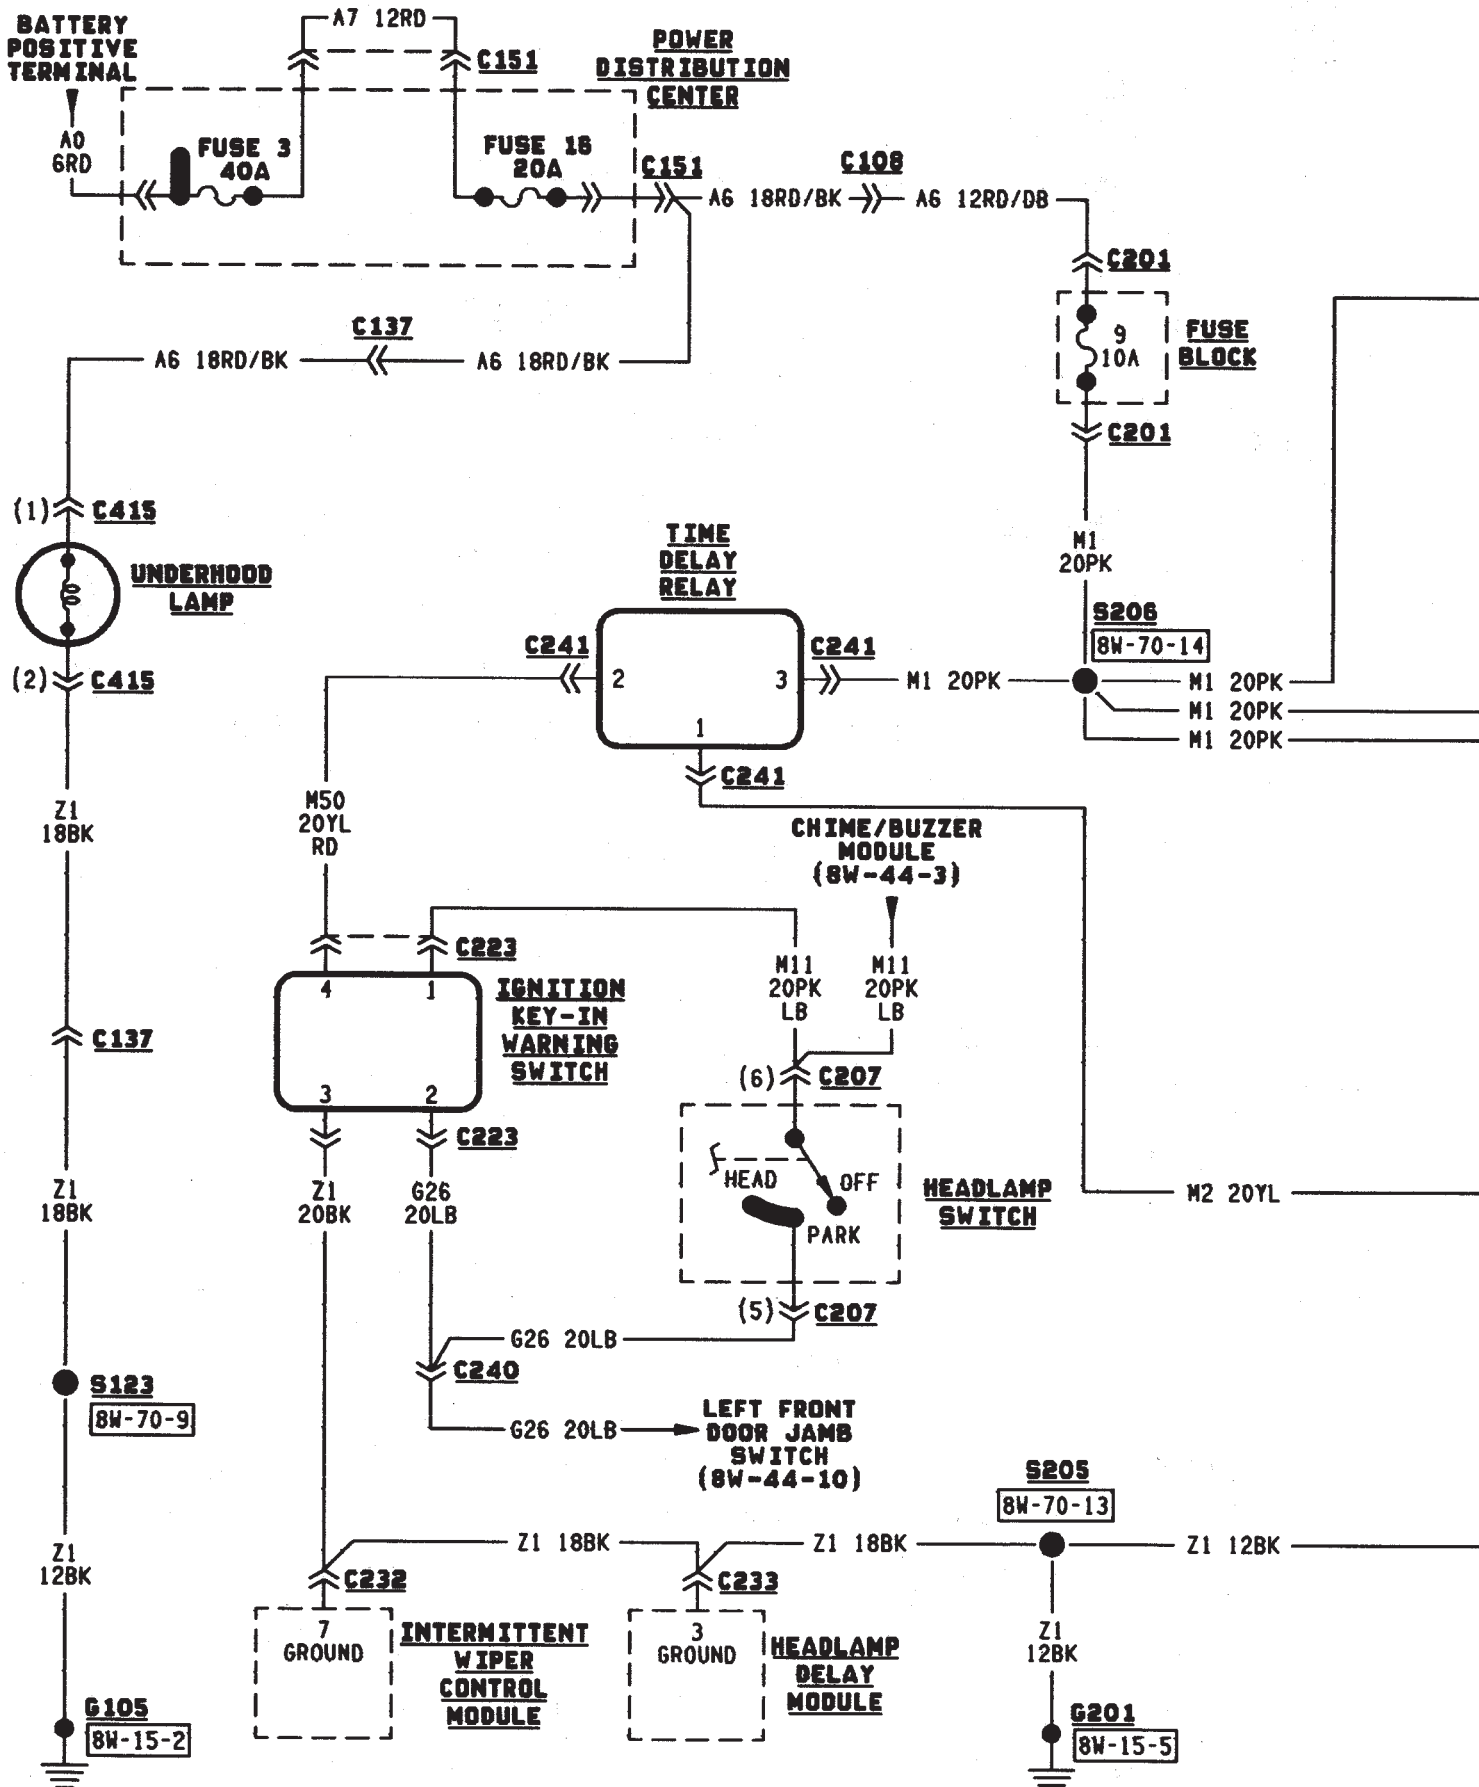 A7 12RD
BATTERY
POSITIVE
TERMINAL
C151
POWER
DISTRIBUTION
CENTER
A0
6RD
FUSE 3
40A
FUSE 16
20A
C151
C108
A6 18RD/BK
A6 12RD/DB
C201
C137
A6 18RD/BK
A6 18RD/BK
9
10A
FUSE
BLOCK
C201
(1)
C415
UNDERHOOD
LAMP
(2)
C415
TIME
DELAY
RELAY
M1
20PK
S206
8W-70-14
C241
2
3
C241
M1 20PK
M1 20PK
M1 20PK
M1 20PK
1
C241
Z1
18BK
M50
20YL
RD
CHIME/BUZZER
MODULE
(8W-44-3)
C223
4
1
IGNITION
KEY-IN
WARNING
SWITCH
M11
20PK
LB
M11
20PK
LB
C137
3
2
C223
(6)
C207
HEAD
OFF
PARK
HEADLAMP
SWITCH
M2 20YL
Z1
18BK
Z1
20BK
G26
20LB
(5)
C207
G26 20LB
C240
S123
8W-70-9
G26 20LB
LEFT FRONT
DOOR JAMB
SWITCH
(8W-44-10)
S205
8W-70-13
Z1
12BK
Z1 18BK
Z1 18BK
Z1 12BK
C232
C233
7
GROUND
INTERMITTENT
WIPER
CONTROL
MODULE
3
GROUND
HEADLAMP
DELAY
MODULE
Z1
12BK
G105
8W-15-2
G201
8W-15-5